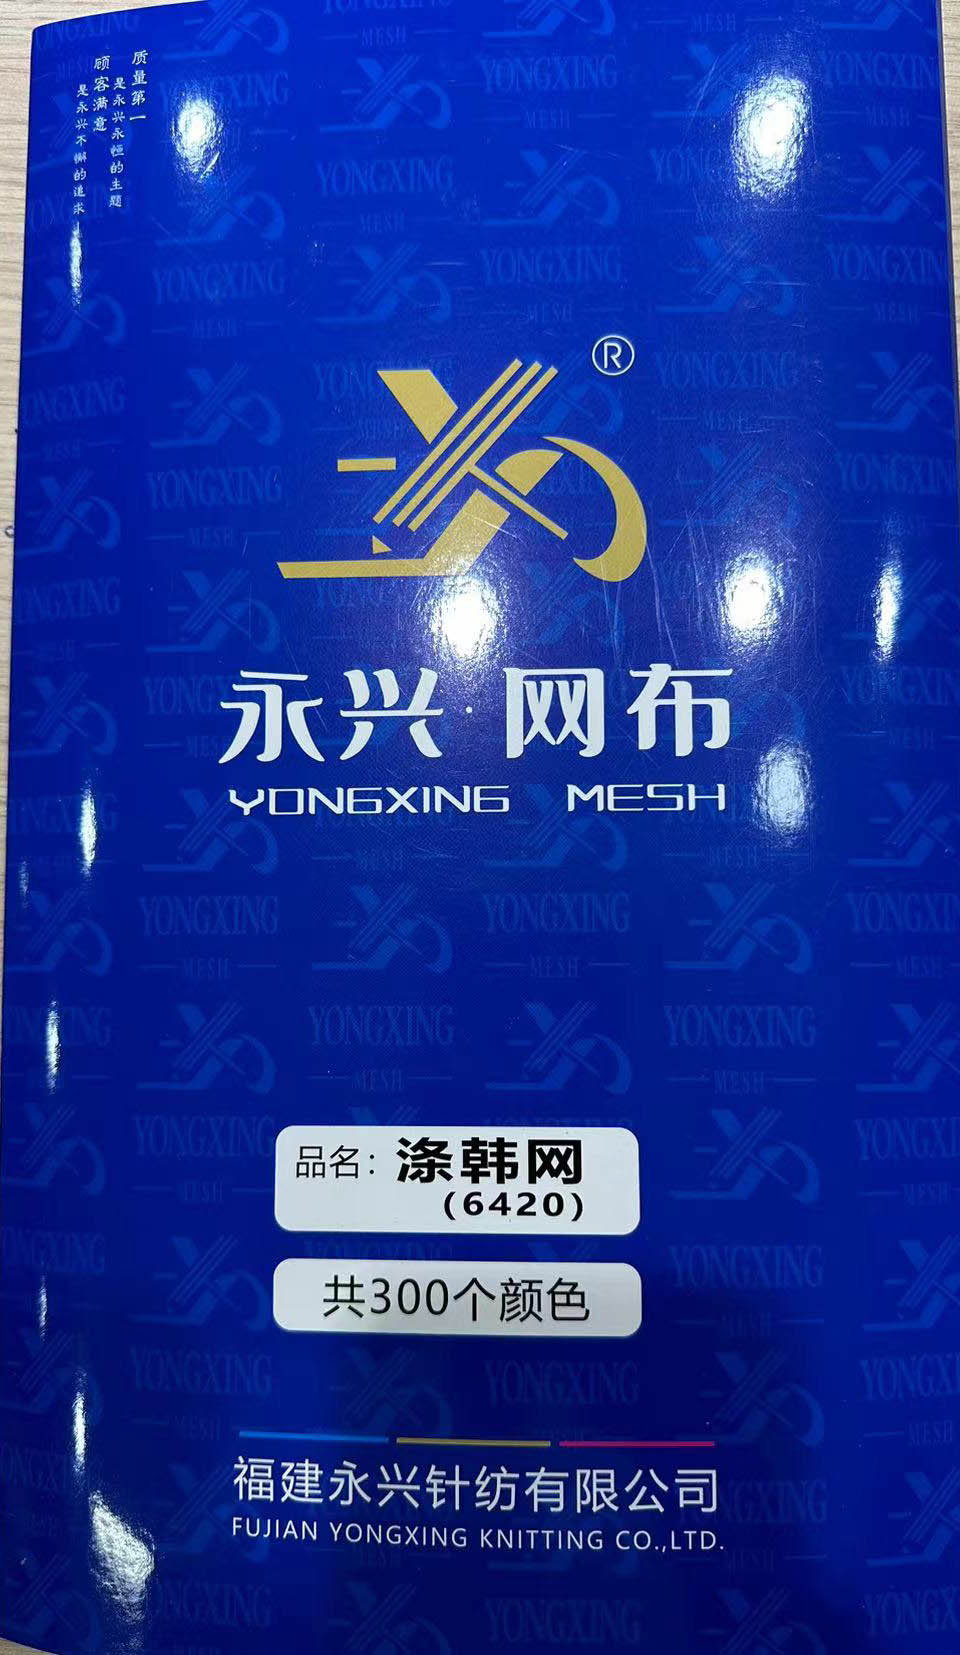 质量第一
是永兴永恒的主题
顾客满意
是永兴不懈的追求
®
永兴·网布
YONGXING MESH
品名：涤韩网
(6420)
共300个颜色
福建永兴针纺有限公司
FUJIAN YONGXING KNITTING CO.,LTD.